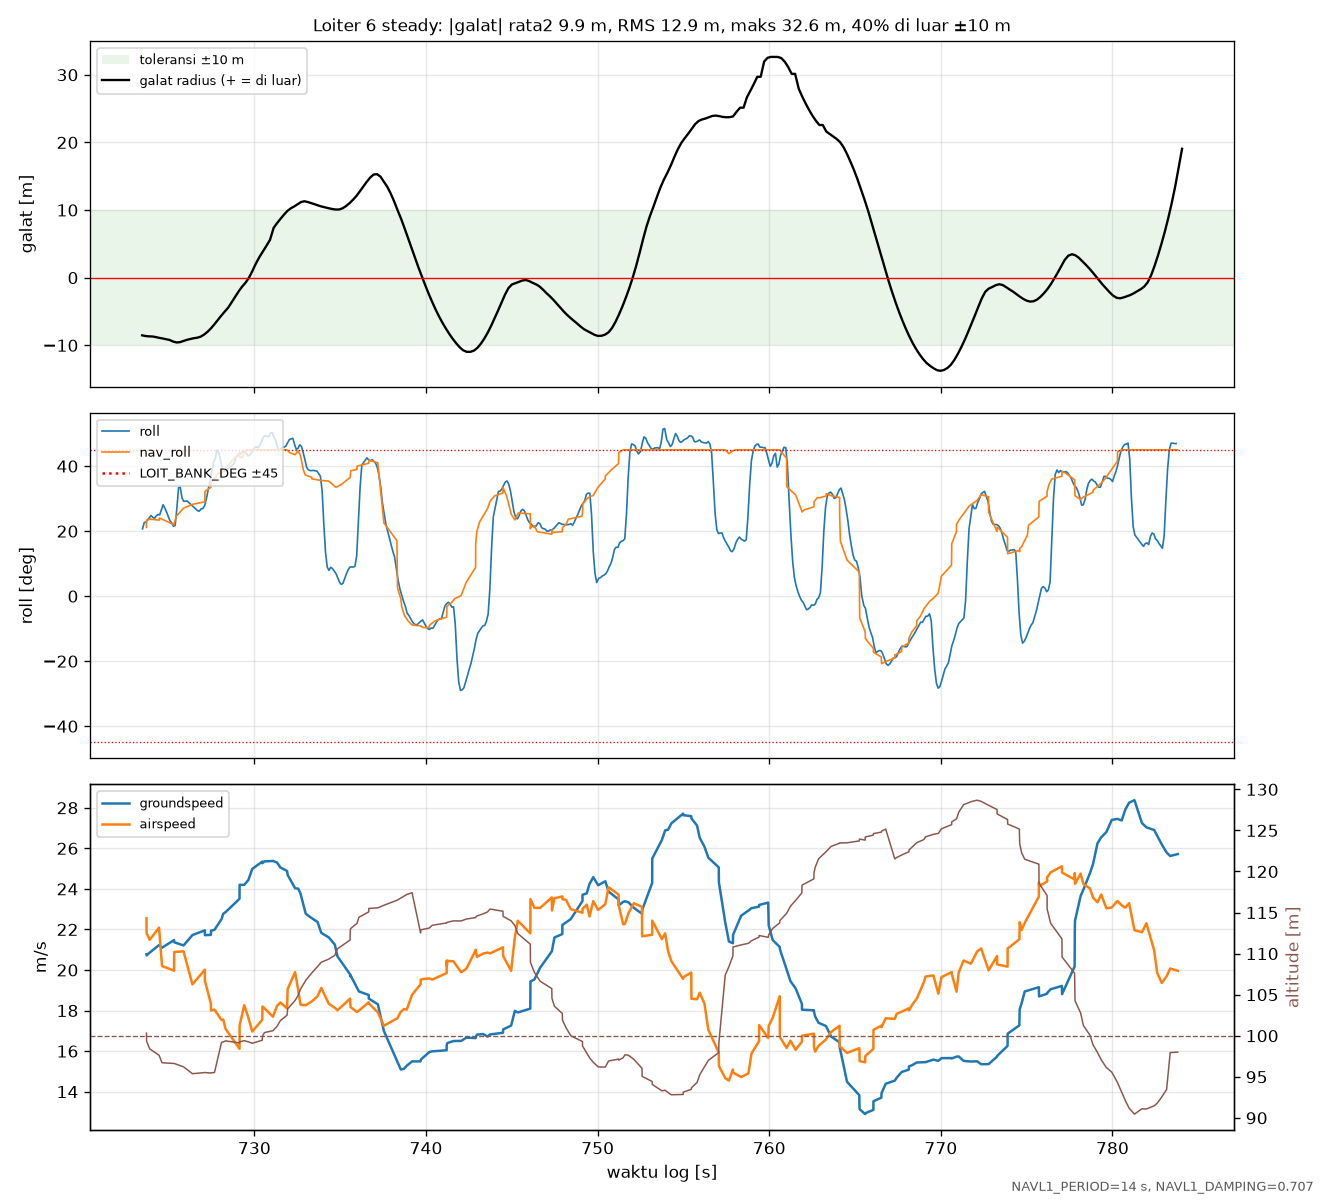 Loiter 6 steady: |galat| rata2 9.9 m, RMS 12.9 m, maks 32.6 m, 40% di luar ±10 m
toleransi ±10 m
galat radius (+ = di luar)
30
20
10
0
−10
galat [m]
roll
nav_roll
LOIT_BANK_DEG ±45
40
20
0
−20
−40
roll [deg]
groundspeed
airspeed
28
26
24
22
20
18
16
14
m/s
130
125
120
115
110
105
100
95
90
altitude [m]
730
740
750
760
770
780
waktu log [s]
NAVL1_PERIOD=14 s, NAVL1_DAMPING=0.707